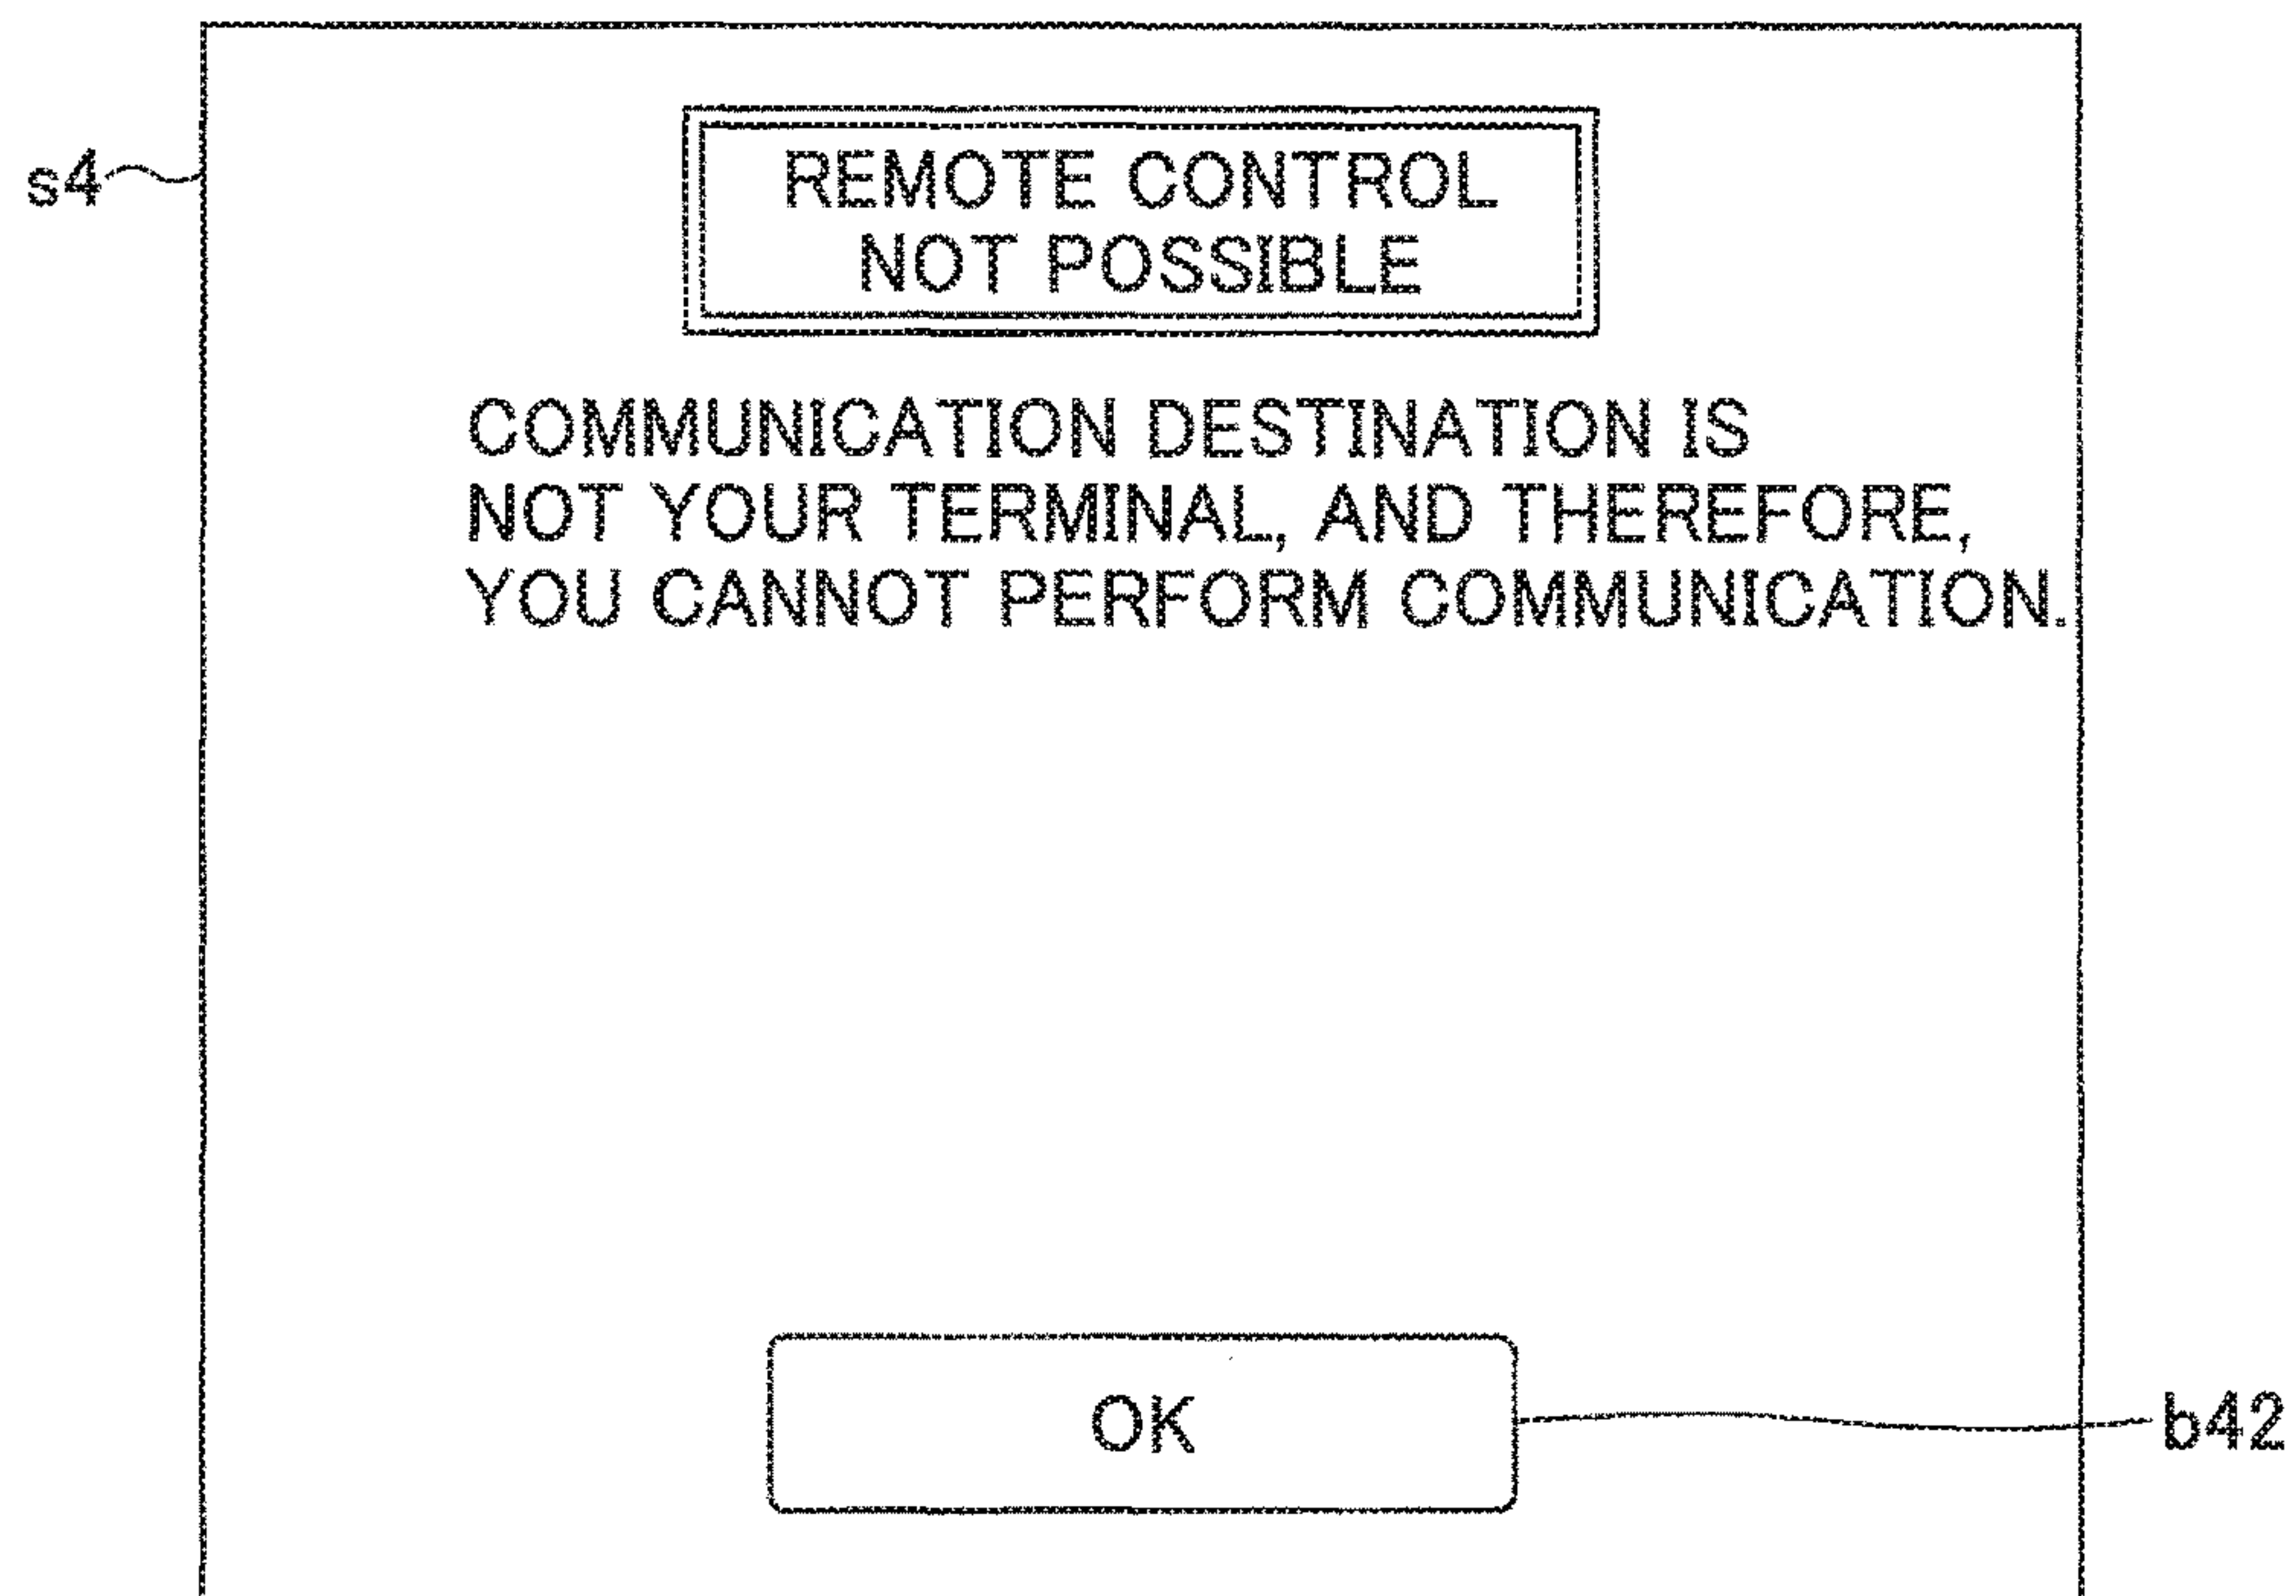 s4
REMOTE CONTROL
NOT POSSIBLE
COMMUNICATION DESTINATION IS
NOT YOUR TERMINAL, AND THEREFORE,
YOU CANNOT PERFORM COMMUNICATION.
OK
b42